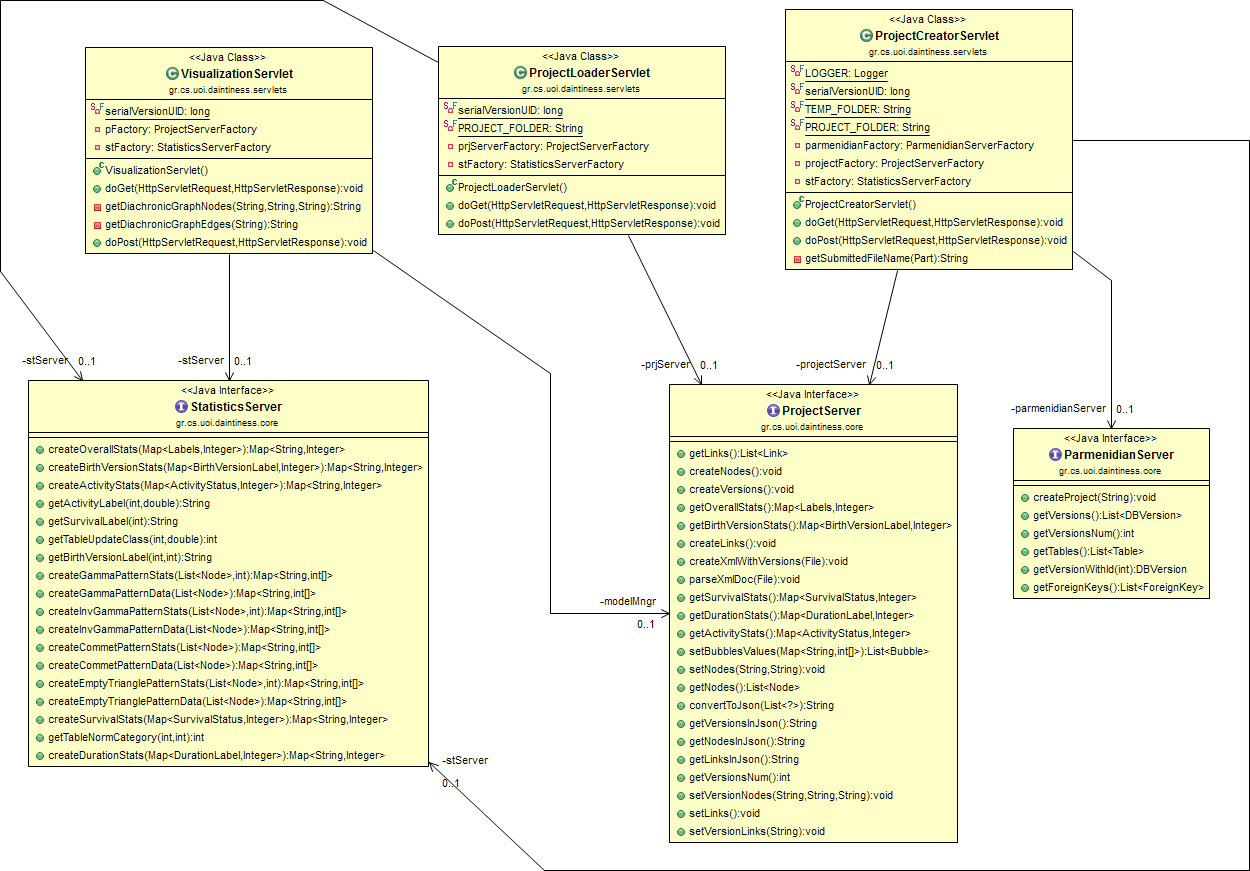 <<Java Class>>
VisualizationServlet
gr.cs.uoi.daintiness.servlets
serialVersionUID: long
pFactory: ProjectServerFactory
stFactory: StatisticsServerFactory
VisualizationServlet()
doGet(HttpServletRequest,HttpServletResponse):void
getDiachronicGraphNodes(String,String,String):String
getDiachronicGraphEdges(String):String
doPost(HttpServletRequest,HttpServletResponse):void
<<Java Class>>
ProjectLoaderServlet
gr.cs.uoi.daintiness.servlets
serialVersionUID: long
PROJECT_FOLDER: String
prjServerFactory: ProjectServerFactory
stFactory: StatisticsServerFactory
ProjectLoaderServlet()
doGet(HttpServletRequest,HttpServletResponse):void
doPost(HttpServletRequest,HttpServletResponse):void
<<Java Class>>
ProjectCreatorServlet
gr.cs.uoi.daintiness.servlets
LOGGER: Logger
serialVersionUID: long
TEMP_FOLDER: String
PROJECT_FOLDER: String
parmenidianFactory: ParmenidianServerFactory
projectFactory: ProjectServerFactory
stFactory: StatisticsServerFactory
ProjectCreatorServlet()
doGet(HttpServletRequest,HttpServletResponse):void
doPost(HttpServletRequest,HttpServletResponse):void
getSubmittedFileName(Part):String
-stServer 0..1
-stServer 0..1
-prjServer 0..1
-projectServer 0..1
-parmenidianServer 0..1
<<Java Interface>>
StatisticsServer
gr.cs.uoi.daintiness.core
createOverallStats(Map<Labels,Integer>):Map<String,Integer>
createBirthVersionStats(Map<BirthVersionLabel,Integer>):Map<String,Integer>
createActivityStats(Map<ActivityStatus,Integer>):Map<String,Integer>
getActivityLabel(int,double):String
getSurvivalLabel(int):String
getTableUpdateClass(int,double):int
getBirthVersionLabel(int,int):String
createGammaPatternStats(List<Node>,int):Map<String,int[]>
createGammaPatternData(List<Node>):Map<String,int[]>
createInvGammaPatternStats(List<Node>,int):Map<String,int[]>
createInvGammaPatternData(List<Node>):Map<String,int[]>
createCommetPatternStats(List<Node>):Map<String,int[]>
createCommetPatternData(List<Node>):Map<String,int[]>
createEmptyTrianglePatternStats(List<Node>,int):Map<String,int[]>
createEmptyTrianglePatternData(List<Node>):Map<String,int[]>
createSurvivalStats(Map<SurvivalStatus,Integer>):Map<String,Integer>
getTableNormCategory(int,int):int
createDurationStats(Map<DurationLabel,Integer>):Map<String,Integer>
-stServer
0..1
-modelMngr
0..1
<<Java Interface>>
ProjectServer
gr.cs.uoi.daintiness.core
getLinks():List<Link>
createNodes():void
createVersions():void
getOverallStats():Map<Labels,Integer>
getBirthVersionStats():Map<BirthVersionLabel,Integer>
createLinks():void
createXmlWithVersions(File):void
parseXmlDoc(File):void
getSurvivalStats():Map<SurvivalStatus,Integer>
getDurationStats():Map<DurationLabel,Integer>
getActivityStats():Map<ActivityStatus,Integer>
setBubblesValues(Map<String,int[]>):List<Bubble>
setNodes(String,String):void
getNodes():List<Node>
convertToJson(List<?>):String
getVersionsInJson():String
getNodesInJson():String
getLinksInJson():String
getVersionsNum():int
setVersionNodes(String,String,String):void
setLinks():void
setVersionLinks(String):void
<<Java Interface>>
ParmenidianServer
gr.cs.uoi.daintiness.core
createProject(String):void
getVersions():List<DBVersion>
getVersionsNum():int
getTables():List<Table>
getVersionWithId(int):DBVersion
getForeignKeys():List<ForeignKey>